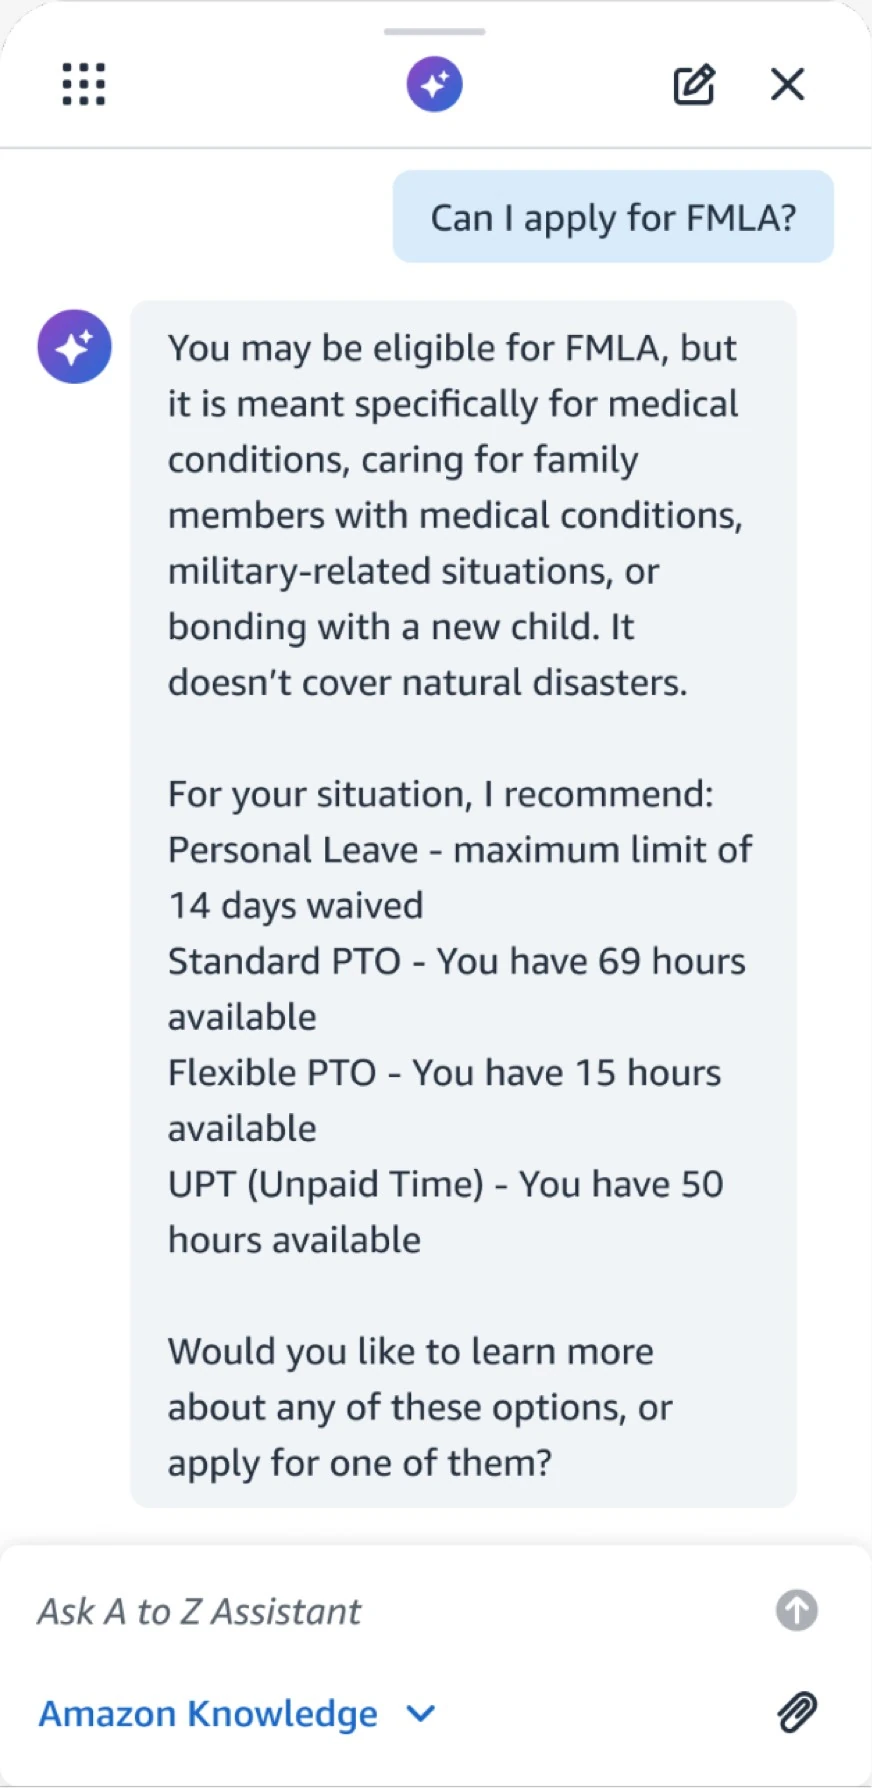 Can I apply for FMLA?
You may be eligible for FMLA, but
it is meant specifically for medical
conditions, caring for family
members with medical conditions,
military-related situations, or
bonding with a new child. It
doesn’t cover natural disasters.
For your situation, I recommend:
Personal Leave - maximum limit of
14 days waived
Standard PTO - You have 69 hours
available
Flexible PTO - You have 15 hours
available
UPT (Unpaid Time) - You have 50
hours available
Would you like to learn more
about any of these options, or
apply for one of them?
Ask A to Z Assistant
Amazon Knowledge